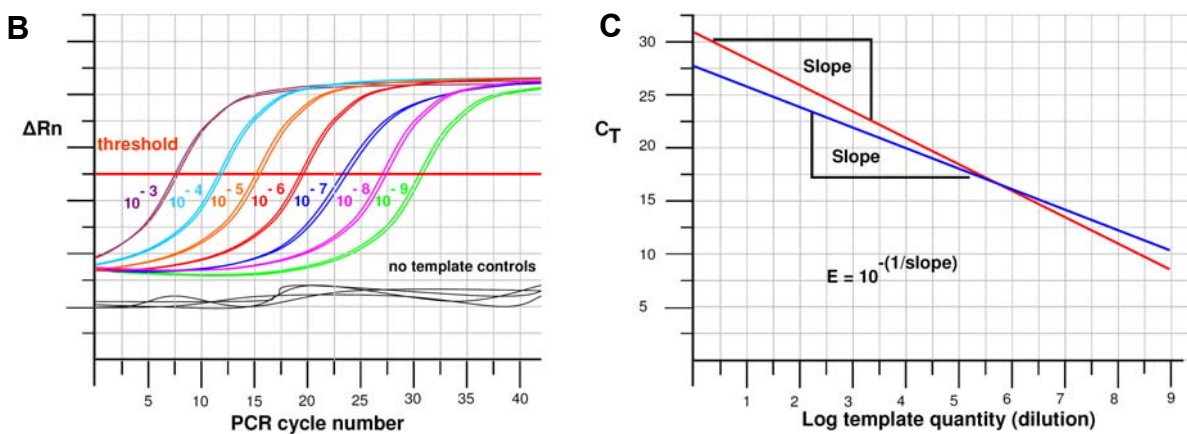 B
ΔRn
threshold
10 - 3
10 - 4
10 - 5
10 - 6
10 - 7
10 - 8
10 - 9
no template controls
5 10 15 20 25 30 35 40
PCR cycle number
C
30
25
20
15
10
5
CT
Slope
Slope
E = 10 -(1/slope)
1 2 3 4 5 6 7 8 9
Log template quantity (dilution)